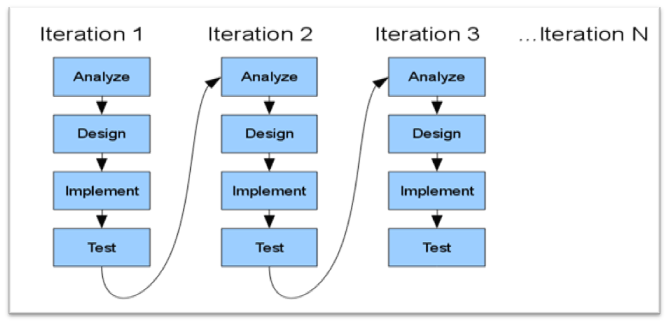 Iteration 1 Iteration 2 Iteration 3 ...Iteration N
Analyze Analyze Analyze
Design Design Design
Implement Implement Implement
Test Test Test